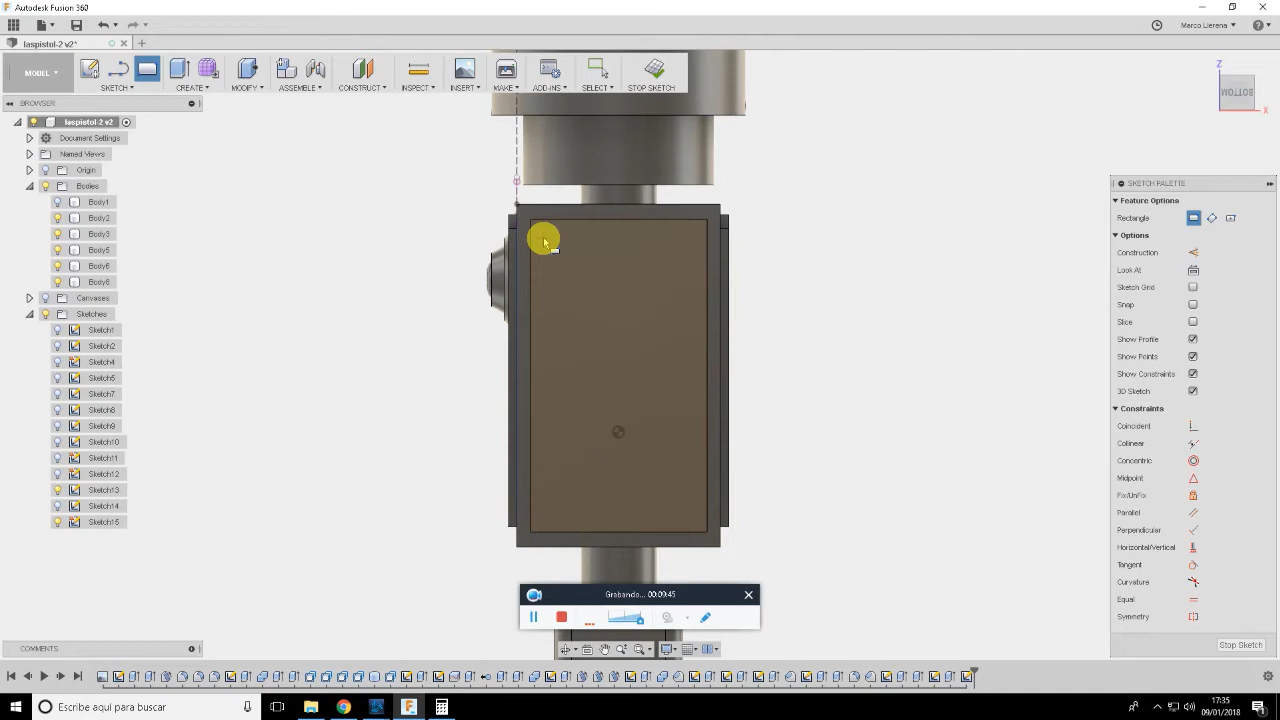 Autodesk Fusion 360
Marco Llerena
laspistol-2 v2*
MODEL
SKETCH
CREATE
MODIFY
ASSEMBLE
CONSTRUCT
INSPECT
INSERT
MAKE
ADD-INS
SELECT
STOP SKETCH
Z
BOTTOM
X
BROWSER
laspistol-2 v2
Document Settings
Named Views
Origin
Bodies
Body1
Body2
Body3
Body5
Body6
Body8
Canvases
Sketches
Sketch1
Sketch2
Sketch4
Sketch5
Sketch7
Sketch8
Sketch9
Sketch10
Sketch11
Sketch12
Sketch13
Sketch14
Sketch15
SKETCH PALETTE
Feature Options
Rectangle
Options
Construction
Look At
Sketch Grid
Snap
Slice
Show Profile
Show Points
Show Constraints
3D Sketch
Constraints
Coincident
Collinear
Concentric
Midpoint
Fix/UnFix
Parallel
Perpendicular
Horizontal/Vertical
Tangent
Curvature
Equal
Symmetry
Stop Sketch
Grabando... 00:09:45
COMMENTS
Escribe aquí para buscar
17:35
09/01/2018